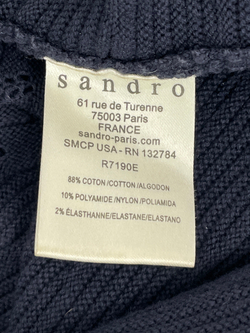 sandro
61 rue de Turenne
75003 Paris
FRANCE
sandro-paris.com
SMCP USA - RN 132784
R7190E
88% COTON/COTTON/ALGODON
10% POLYAMIDE/NYLON/POLIAMIDA
2% ÉLASTHANNE/ELASTANE/ELASTANO